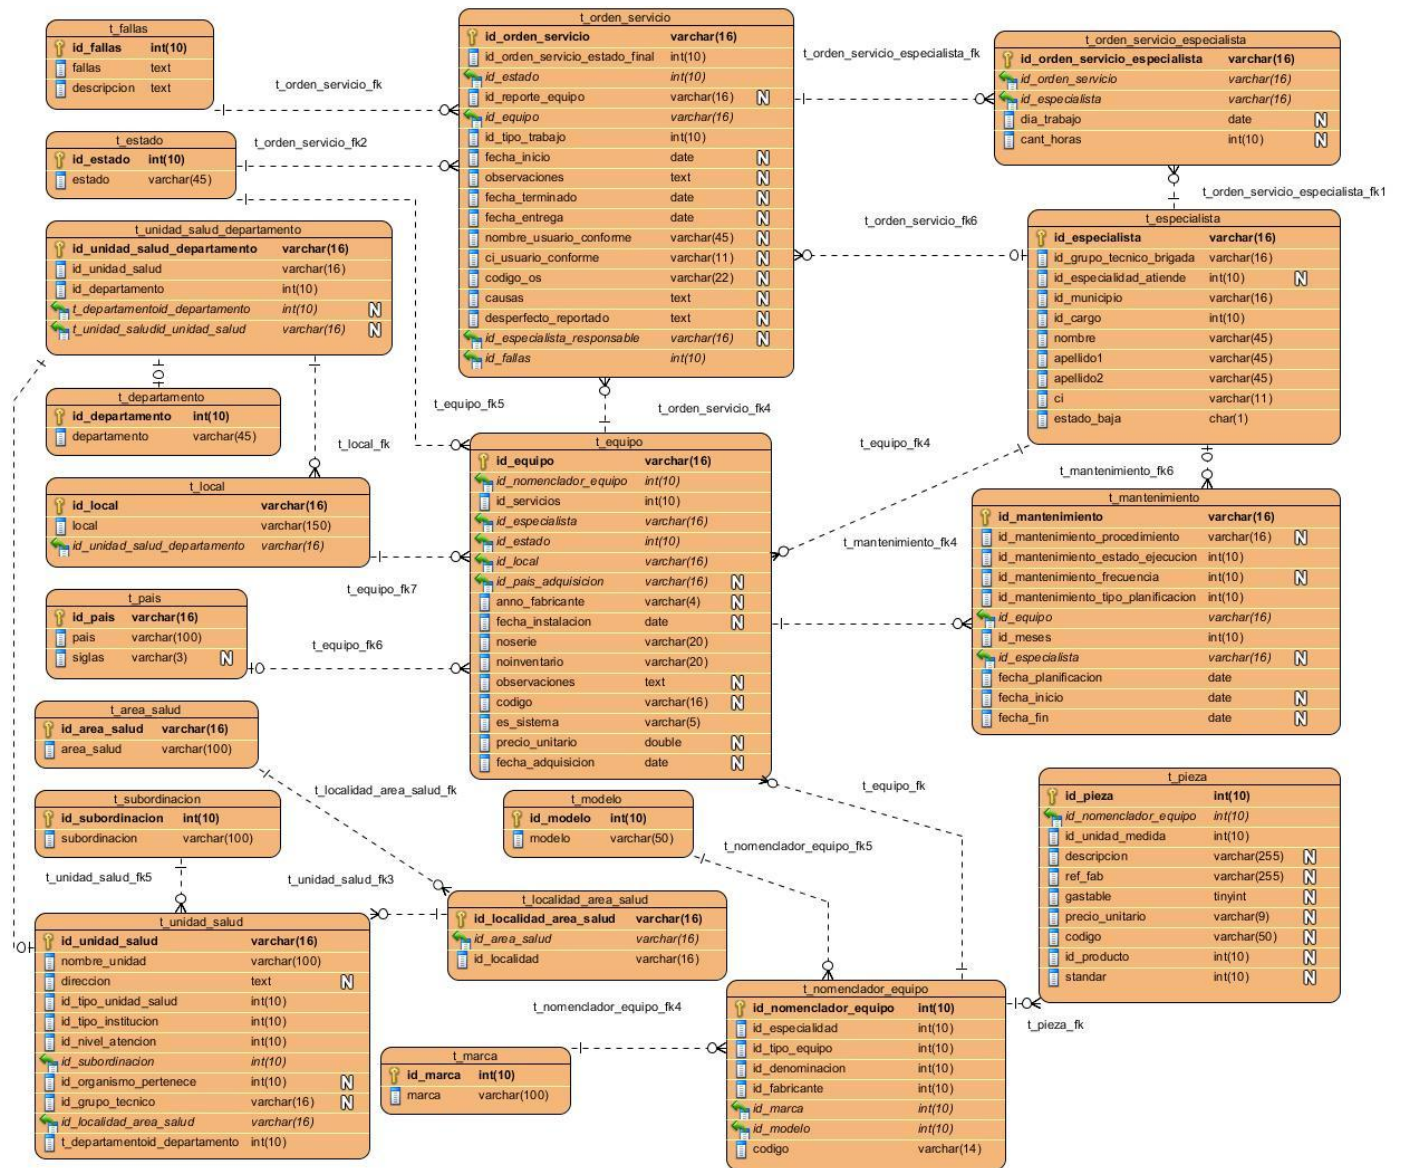 t_fallas
id_fallas int(10)
fallas text
descripcion text
t_orden_servicio_fk
t_estado
id_estado int(10)
estado varchar(45)
t_orden_servicio_fk2
t_unidad_salud_departamento
id_unidad_salud_departamento varchar(16)
id_unidad_salud varchar(16)
id_departamento int(10)
t_departamentoid_departamento int(10) N
t_unidad_saludid_unidad_salud varchar(16) N
t_departamento
id_departamento int(10)
departamento varchar(45)
t_local_fk
t_local
id_local varchar(16)
local varchar(150)
id_unidad_salud_departamento varchar(16)
t_equipo_fk7
t_pais
id_pais varchar(16)
pais varchar(100)
siglas varchar(3) N
t_equipo_fk6
t_area_salud
id_area_salud varchar(16)
area_salud varchar(100)
t_localidad_area_salud_fk
t_subordinacion
id_subordinacion int(10)
subordinacion varchar(100)
t_unidad_salud_fk5
t_unidad_salud_fk3
t_unidad_salud
id_unidad_salud varchar(16)
nombre_unidad varchar(100)
direccion text N
id_tipo_unidad_salud int(10)
id_tipo_institucion int(10)
id_nivel_atencion int(10)
id_subordinacion int(10)
id_organismo_pertenece int(10) N
id_grupo_tecnico varchar(16) N
id_localidad_area_salud varchar(16)
t_departamentoid_departamento int(10)
t_orden_servicio
id_orden_servicio varchar(16)
id_orden_servicio_estado_final int(10)
id_estado int(10)
id_reporte_equipo varchar(16) N
id_equipo varchar(16)
id_tipo_trabajo int(10)
fecha_inicio date N
observaciones text N
fecha_terminado date N
fecha_entrega date N
nombre_usuario_conforme varchar(45) N
ci_usuario_conforme varchar(11) N
codigo_os varchar(22) N
causas text N
desperfecto_reportado text N
id_especialista_responsable varchar(16) N
id_fallas int(10)
t_equipo_fk5
t_orden_servicio_fk4
t_equipo
id_equipo varchar(16)
id_nomenclador_equipo int(10)
id_servicios int(10)
id_especialista varchar(16)
id_estado int(10)
id_local varchar(16)
id_pais_adquisicion varchar(16) N
anno_fabricante varchar(4) N
fecha_instalacion date N
noserie varchar(20)
noinventario varchar(20)
observaciones text N
codigo varchar(16) N
es_sistema varchar(5)
precio_unitario double N
fecha_adquisicion date N
t_modelo
id_modelo int(10)
modelo varchar(50)
t_nomenclador_equipo_fk5
t_equipo_fk
t_localidad_area_salud
id_localidad_area_salud varchar(16)
id_area_salud varchar(16)
id_localidad varchar(16)
t_nomenclador_equipo_fk4
t_marca
id_marca int(10)
marca varchar(100)
t_nomenclador_equipo
id_nomenclador_equipo int(10)
id_especialidad int(10)
id_tipo_equipo int(10)
id_denominacion int(10)
id_fabricante int(10)
id_marca int(10)
id_modelo int(10)
codigo varchar(14)
t_orden_servicio_especialista_fk
t_orden_servicio_especialista
id_orden_servicio_especialista varchar(16)
id_orden_servicio varchar(16)
id_especialista varchar(16)
dia_trabajo date N
cant_horas int(10) N
t_orden_servicio_especialista_fk1
t_orden_servicio_fk6
t_especialista
id_especialista varchar(16)
id_grupo_tecnico_brigada varchar(16)
id_especialidad_atiende int(10) N
id_municipio varchar(16)
id_cargo int(10)
nombre varchar(45)
apellido1 varchar(45)
apellido2 varchar(45)
ci varchar(11)
estado_baja char(1)
t_equipo_fk4
t_mantenimiento_fk6
t_mantenimiento_fk4
t_mantenimiento
id_mantenimiento varchar(16)
id_mantenimiento_procedimiento varchar(16) N
id_mantenimiento_estado_ejecucion int(10)
id_mantenimiento_frecuencia int(10) N
id_mantenimiento_tipo_planificacion int(10)
id_equipo varchar(16)
id_meses int(10)
id_especialista varchar(16) N
fecha_planificacion date
fecha_inicio date N
fecha_fin date N
t_pieza
id_pieza int(10)
id_nomenclador_equipo int(10)
id_unidad_medida int(10)
descripcion varchar(255) N
ref_fab varchar(255) N
gastable tinyint N
precio_unitario varchar(9) N
codigo varchar(50) N
id_producto int(10) N
standar int(10) N
t_pieza_fk